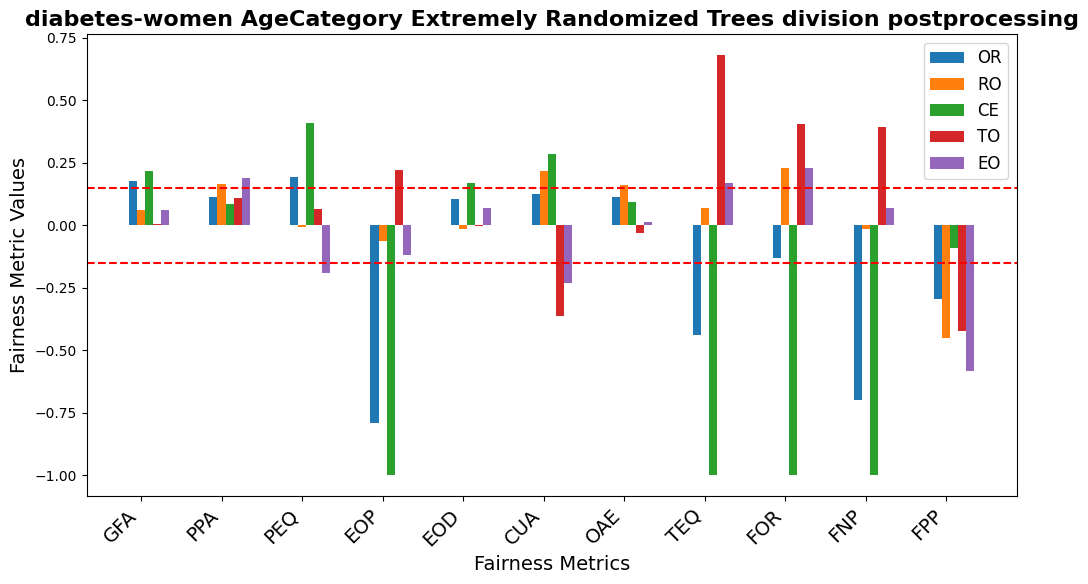 diabetes-women AgeCategory Extremely Randomized Trees division postprocessing
Fairness Metric Values
0.75
0.50
0.25
0.00
−0.25
−0.50
−0.75
−1.00
OR
RO
CE
TO
EO
GFA
PPA
PEQ
EOP
EOD
CUA
OAE
TEQ
FOR
FNP
FPP
Fairness Metrics